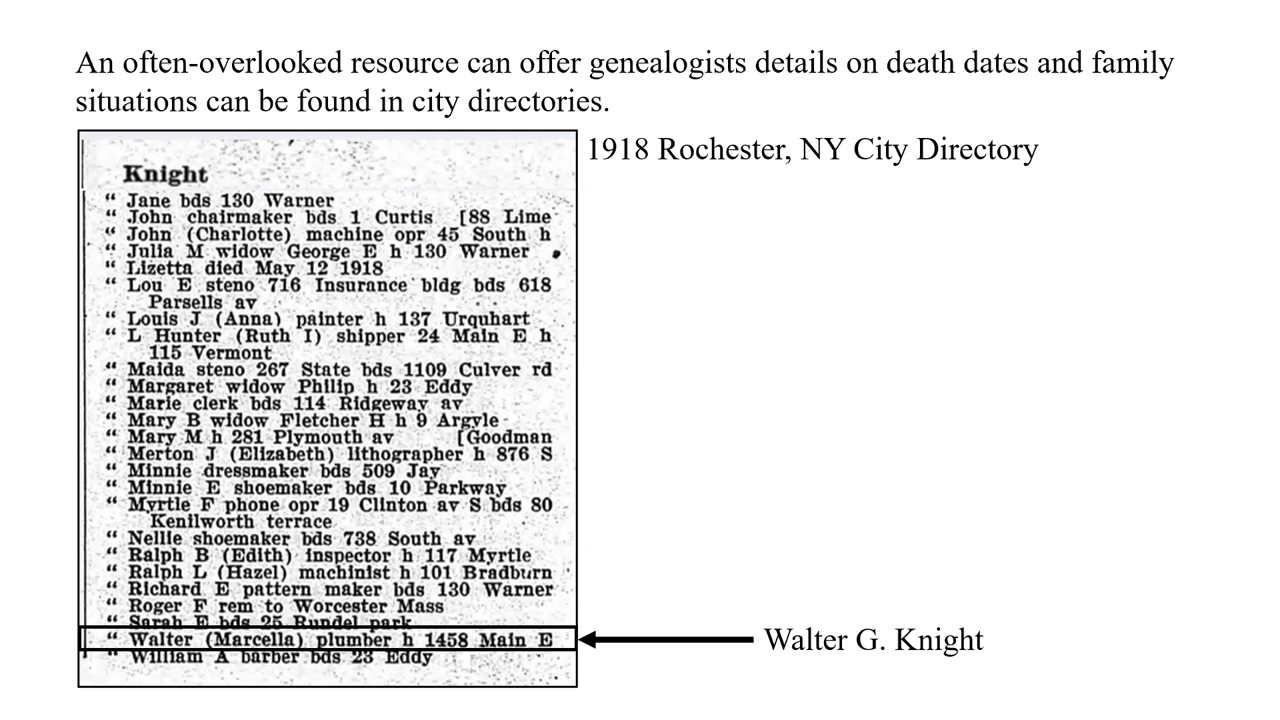 An often-overlooked resource can offer genealogists details on death dates and family
situations can be found in city directories.
1918 Rochester, NY City Directory
Knight
“ Jane bds 130 Warner
“ John chairmaker bds 1 Curtis [88 Lime
“ John (Charlotte) machine opr 45 South h
“ Julia M widow George E h 130 Warner
“ Lizetta died May 12 1918
“ Lou E steno 716 Insurance bldg bds 618
Parsells av
“ Louis J (Anna) painter h 137 Urquhart
“ L Hunter (Ruth I) shipper 24 Main E h
115 Vermont
“ Maida steno 267 State bds 1109 Culver rd
“ Margaret widow Philip h 23 Eddy
“ Marie clerk bds 114 Ridgeway av
“ Mary B widow Fletcher H h 9 Argyle
“ Mary M h 281 Plymouth av [Goodman
“ Merton J (Elizabeth) lithographer h 876 S
“ Minnie dressmaker bds 509 Jay
“ Minnie E shoemaker bds 10 Parkway
“ Myrtle F phone opr 19 Clinton av S bds 80
Kenilworth terrace
“ Nellie shoemaker bds 738 South av
“ Ralph B (Edith) inspector h 117 Myrtle
“ Ralph L (Hazel) machinist h 101 Bradburn
“ Richard E pattern maker bds 130 Warner
“ Roger F rem to Worcester Mass
“ Sarah E bds 25 Rundel park
“ Walter (Marcella) plumber h 1458 Main E
Walter G. Knight
“ William A barber bds 23 Eddy